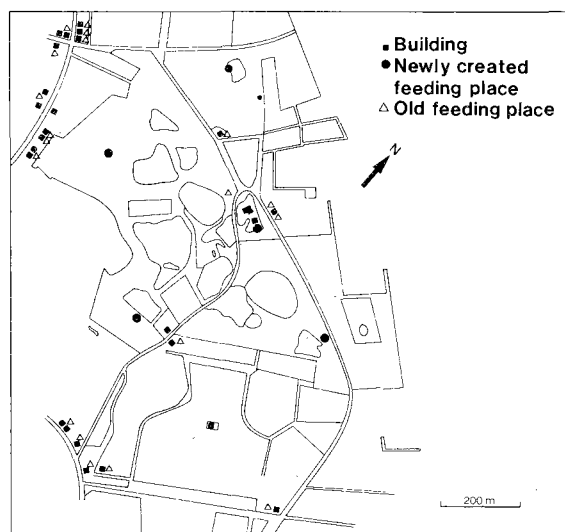 Building
Newly created
feeding place
Old feeding place
N
200 m